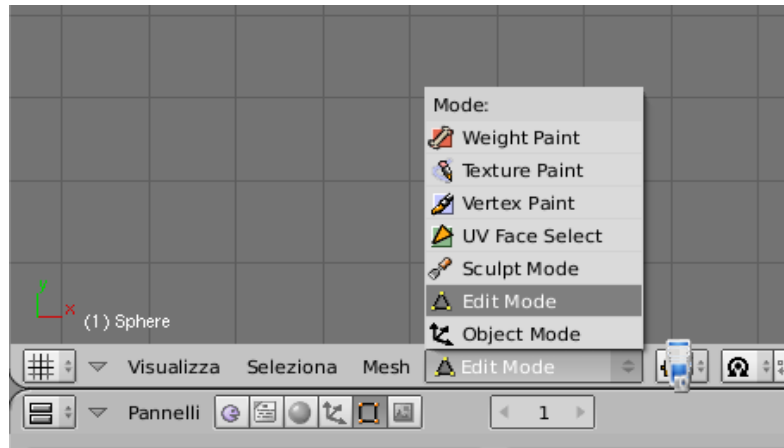 Mode:
Weight Paint
Texture Paint
Vertex Paint
UV Face Select
Sculpt Mode
Edit Mode
Object Mode
y
x
(1) Sphere
Visualizza Seleziona Mesh Edit Mode
Pannelli 1